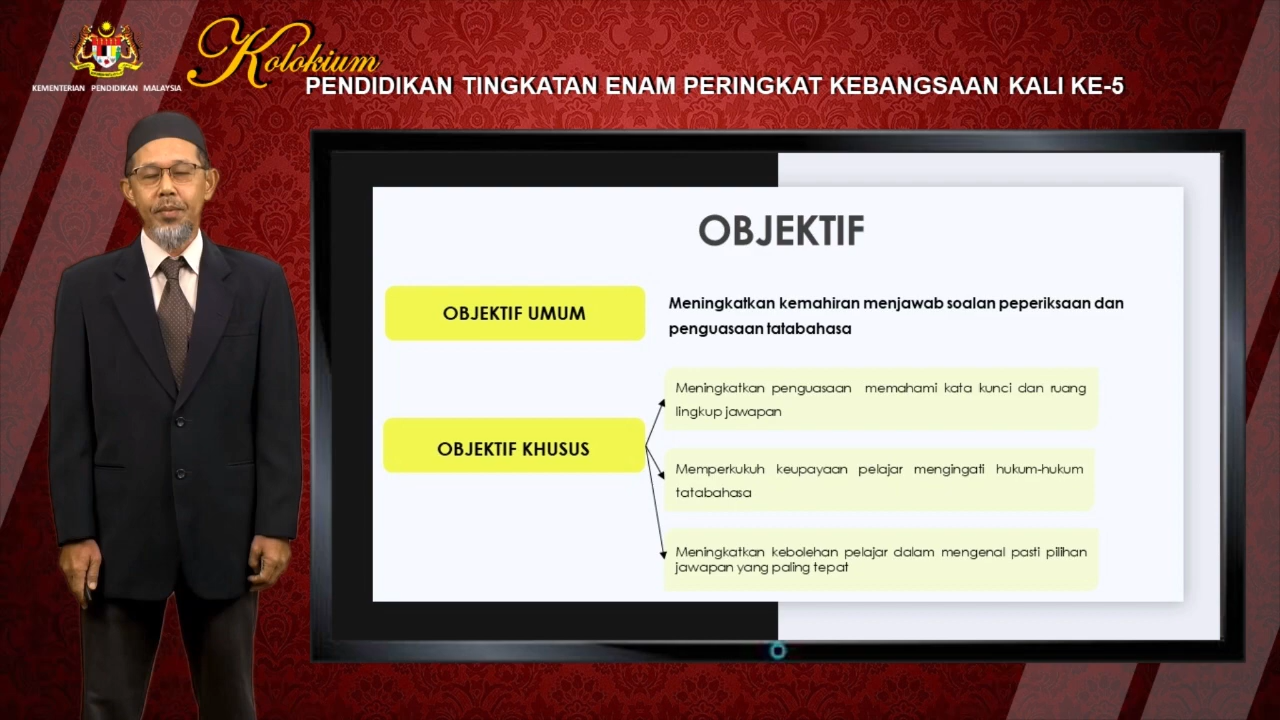 KEMENTERIAN PENDIDIKAN MALAYSIA
Kolokium
PENDIDIKAN TINGKATAN ENAM PERINGKAT KEBANGSAAN KALI KE-5
OBJEKTIF
OBJEKTIF UMUM
Meningkatkan kemahiran menjawab soalan peperiksaan dan
penguasaan tatabahasa
OBJEKTIF KHUSUS
Meningkatkan penguasaan memahami kata kunci dan ruang
lingkup jawapan
Memperkukuh keupayaan pelajar mengingati hukum-hukum
tatabahasa
Meningkatkan kebolehan pelajar dalam mengenal pasti pilihan
jawapan yang paling tepat